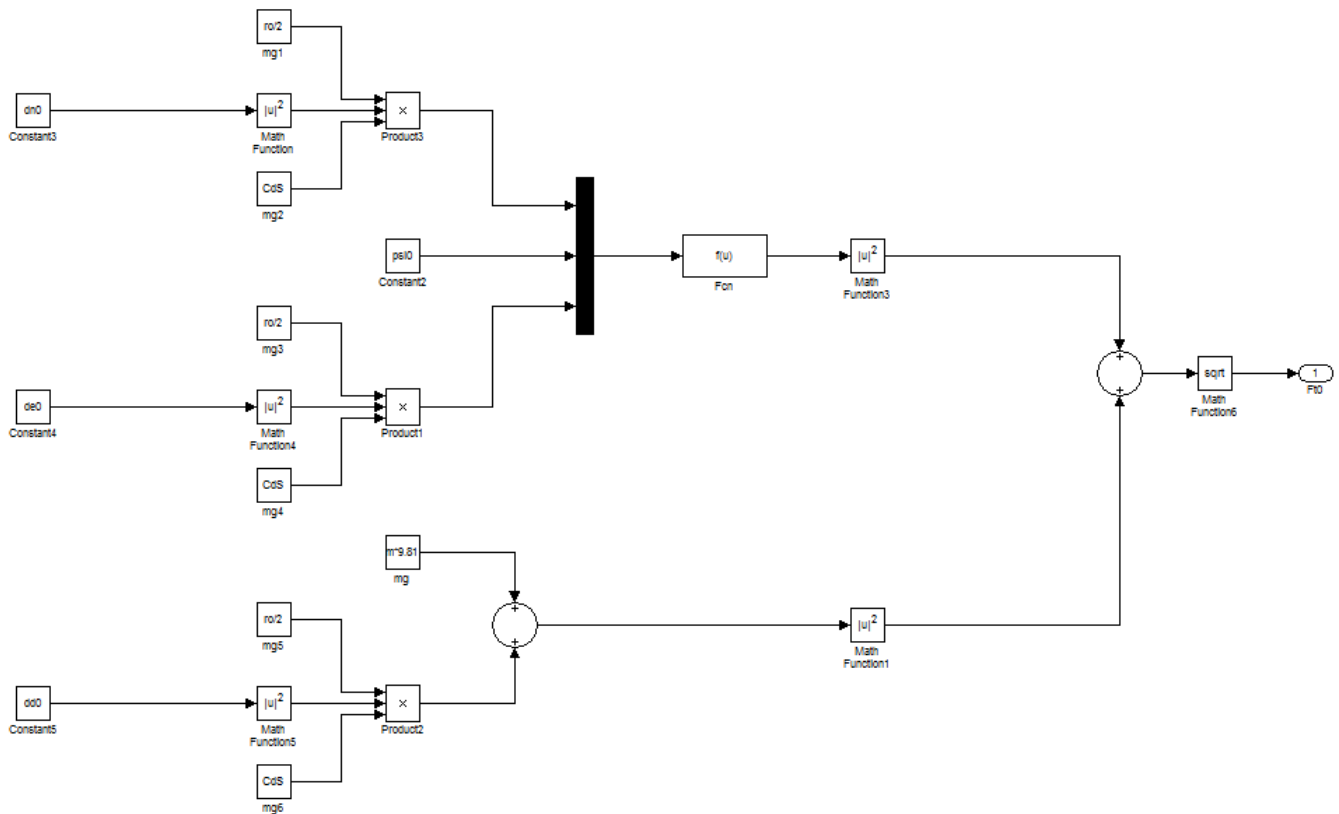 ro/2
mg1
dn0
Constant3
|u|²
Math
Function
×
Product3
CdS
mg2
psi0
Constant2
f(u)
Fcn
|u|²
Math
Function3
ro/2
mg3
de0
Constant4
|u|²
Math
Function4
×
Product1
CdS
mg4
+
+
sqrt
Math
Function6
1
Ft0
m*9.81
mg
+
+
|u|²
Math
Function1
ro/2
mg5
dd0
Constant5
|u|²
Math
Function5
×
Product2
CdS
mg6